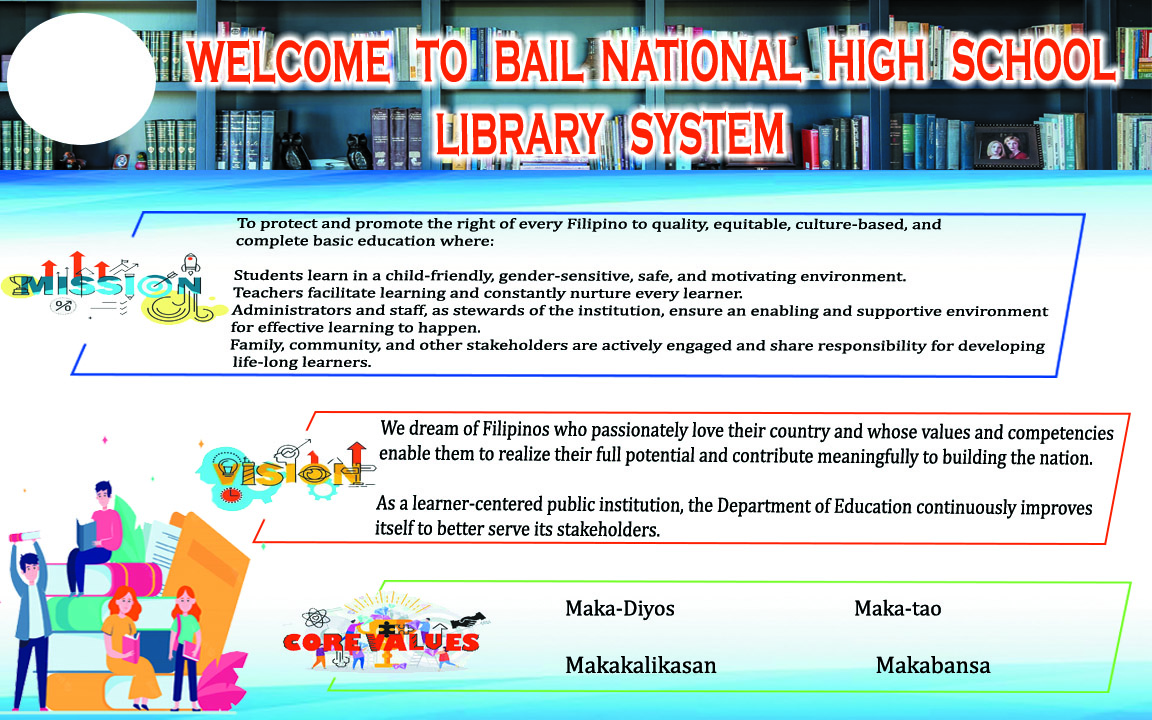 WELCOME TO BAIL NATIONAL HIGH SCHOOL
LIBRARY SYSTEM
MISSION
To protect and promote the right of every Filipino to quality, equitable, culture-based, and
complete basic education where:
Students learn in a child-friendly, gender-sensitive, safe, and motivating environment.
Teachers facilitate learning and constantly nurture every learner.
Administrators and staff, as stewards of the institution, ensure an enabling and supportive environment
for effective learning to happen.
Family, community, and other stakeholders are actively engaged and share responsibility for developing
life-long learners.
VISION
We dream of Filipinos who passionately love their country and whose values and competencies
enable them to realize their full potential and contribute meaningfully to building the nation.
As a learner-centered public institution, the Department of Education continuously improves
itself to better serve its stakeholders.
CORE VALUES
Maka-Diyos Maka-tao
Makakalikasan Makabansa